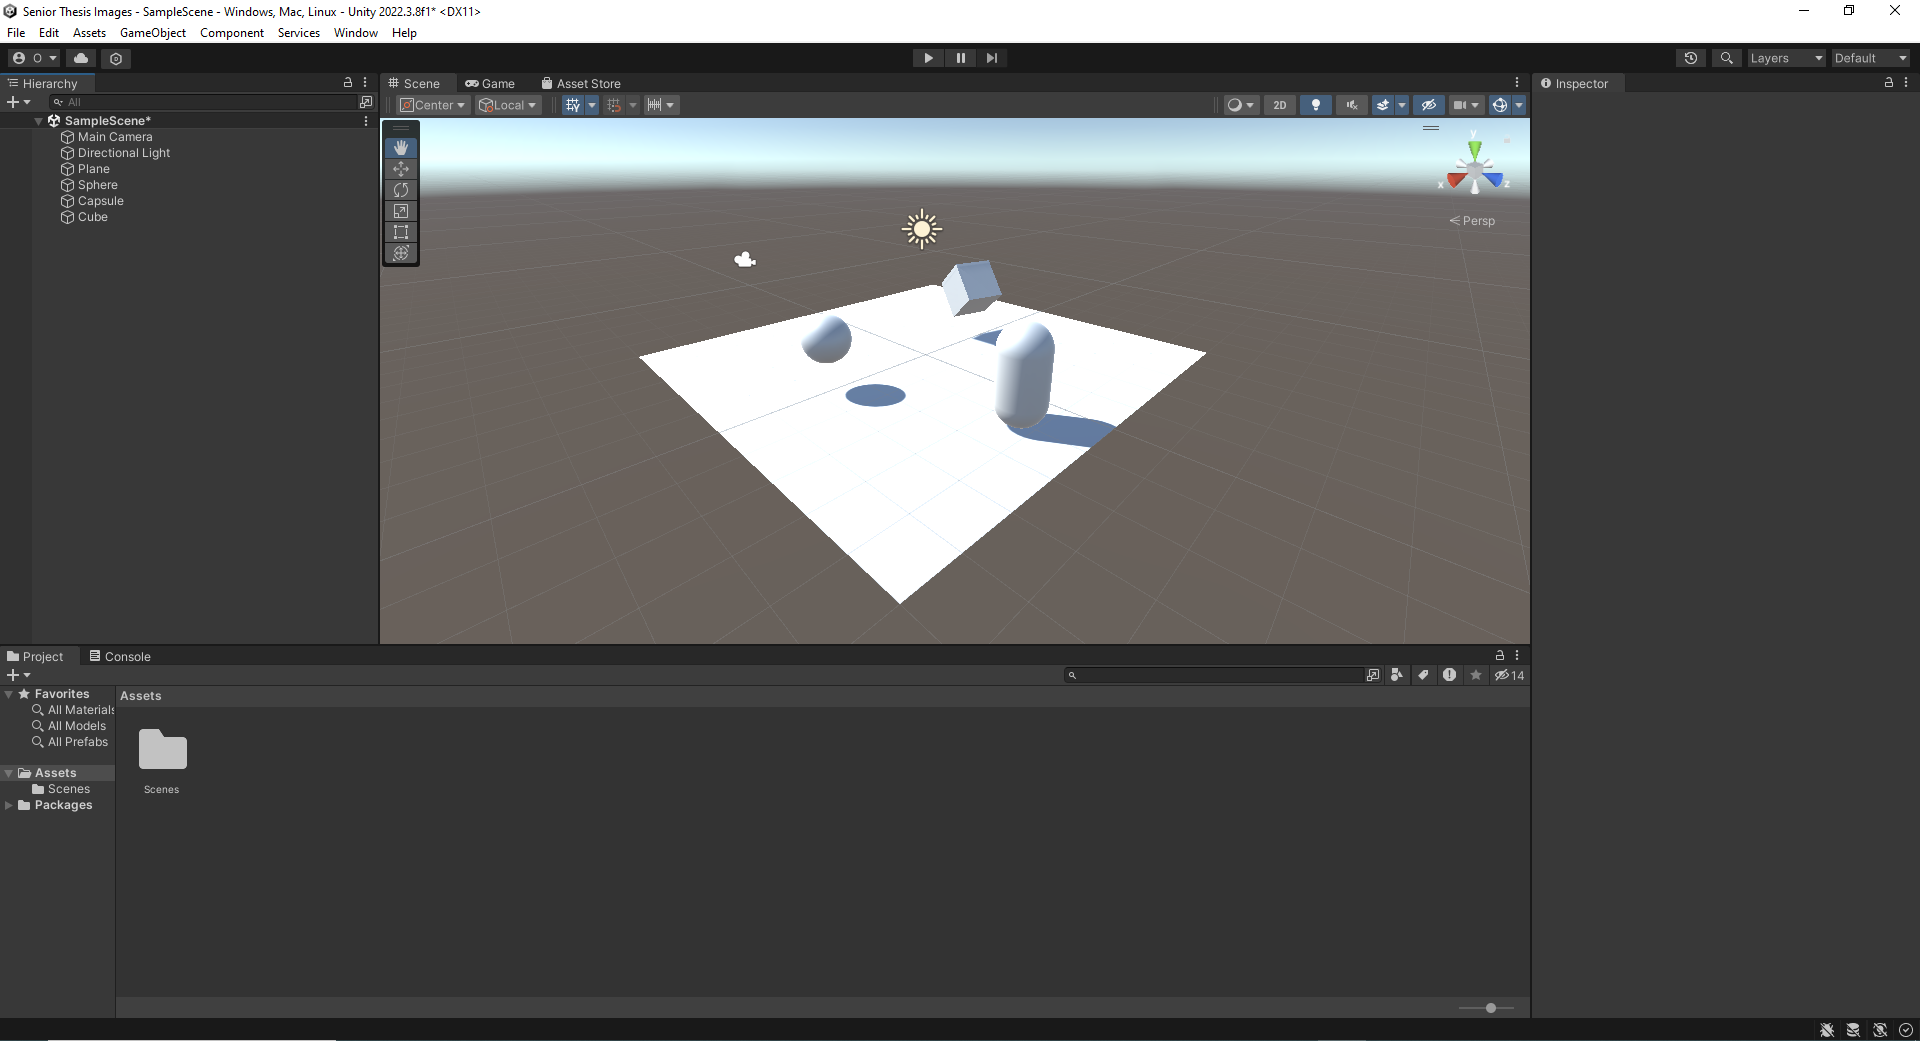 Senior Thesis Images - SampleScene - Windows, Mac, Linux - Unity 2022.3.8f1* <DX11>
File Edit Assets GameObject Component Services Window Help
O
Layers Default
Hierarchy
All
SampleScene*
Main Camera
Directional Light
Plane
Sphere
Capsule
Cube
Scene Game Asset Store
Center Local 2D
y
x z
Persp
Inspector
Project Console
14
Favorites
All Materials
All Models
All Prefabs
Assets
Scenes
Packages
Assets
Scenes